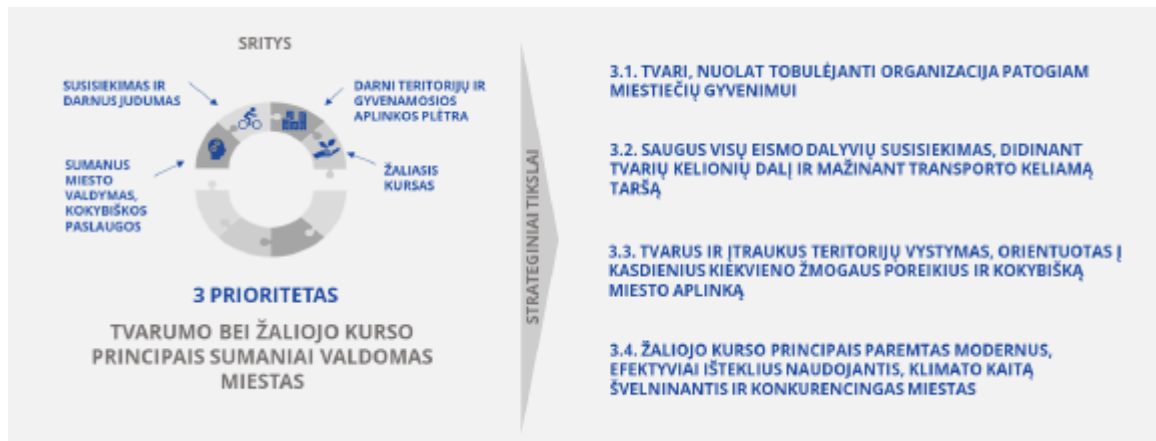 SRITYS
SUSISIEKIMAS IR
DARNUS JUDUMAS
DARNI TERITORIJŲ IR
GYVENAMOSIOS
APLINKOS PLĖTRA
SUMANUS
MIESTO
VALDYMAS,
KOKYBIŠKOS
PASLAUGOS
ŽALIASIS
KURSAS
3 PRIORITETAS
TVARUMO BEI ŽALIOJO KURSO
PRINCIPAIS SUMANIAI VALDOMAS
MIESTAS
STRATEGINIAI TIKSLAI
3.1. TVARI, NUOLAT TOBULĖJANTI ORGANIZACIJA PATOGIAM
MIESTIEČIŲ GYVENIMUI
3.2. SAUGUS VISŲ EISMO DALYVIŲ SUSISIEKIMAS, DIDINANT
TVARIŲ KELIONIŲ DALĮ IR MAŽINANT TRANSPORTO KELIAMĄ
TARŠĄ
3.3. TVARUS IR ĮTRAUKUS TERITORIJŲ VYSTYMAS, ORIENTUOTAS Į
KASDIENIUS KIEKVIENO ŽMOGAUS POREIKIUS IR KOKYBIŠKĄ
MIESTO APLINKĄ
3.4. ŽALIOJO KURSO PRINCIPAIS PAREMTAS MODERNUS,
EFEKTYVIAI IŠTEKLIUS NAUDOJANTIS, KLIMATO KAITĄ
ŠVELNINANTIS IR KONKURENCINGAS MIESTAS